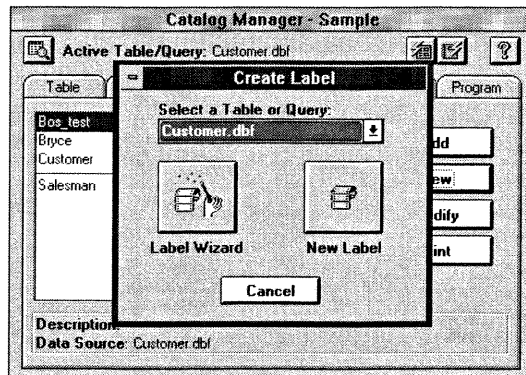 Catalog Manager - Sample
Active Table/Query: Customer.dbf
?
Table
Program
Create Label
Select a Table or Query:
Customer.dbf
Bos_test
Bryce
Customer
Salesman
dd
ew
dify
int
Label Wizard
New Label
Cancel
Description:
Data Source: Customer.dbf